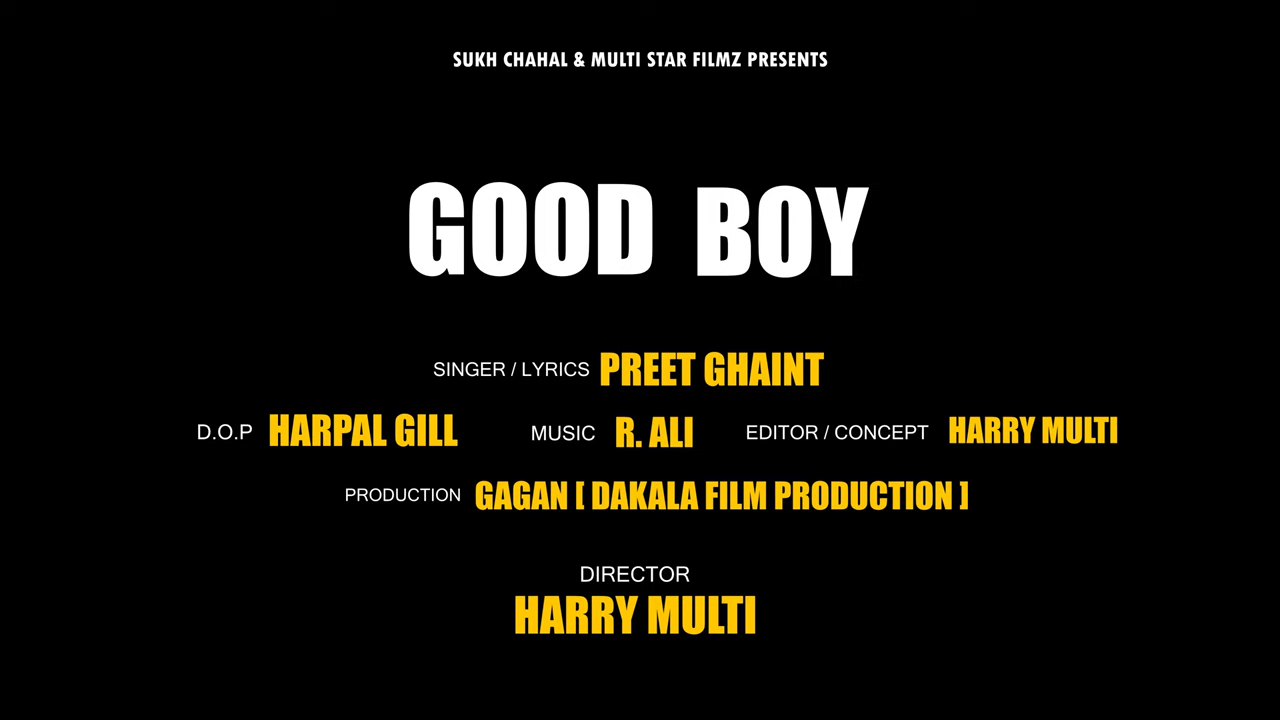 SUKH CHAHAL & MULTI STAR FILMZ PRESENTS
GOOD BOY
SINGER / LYRICS PREET GHAINT
D.O.P HARPAL GILL MUSIC R. ALI EDITOR / CONCEPT HARRY MULTI
PRODUCTION GAGAN [ DAKALA FILM PRODUCTION ]
DIRECTOR
HARRY MULTI